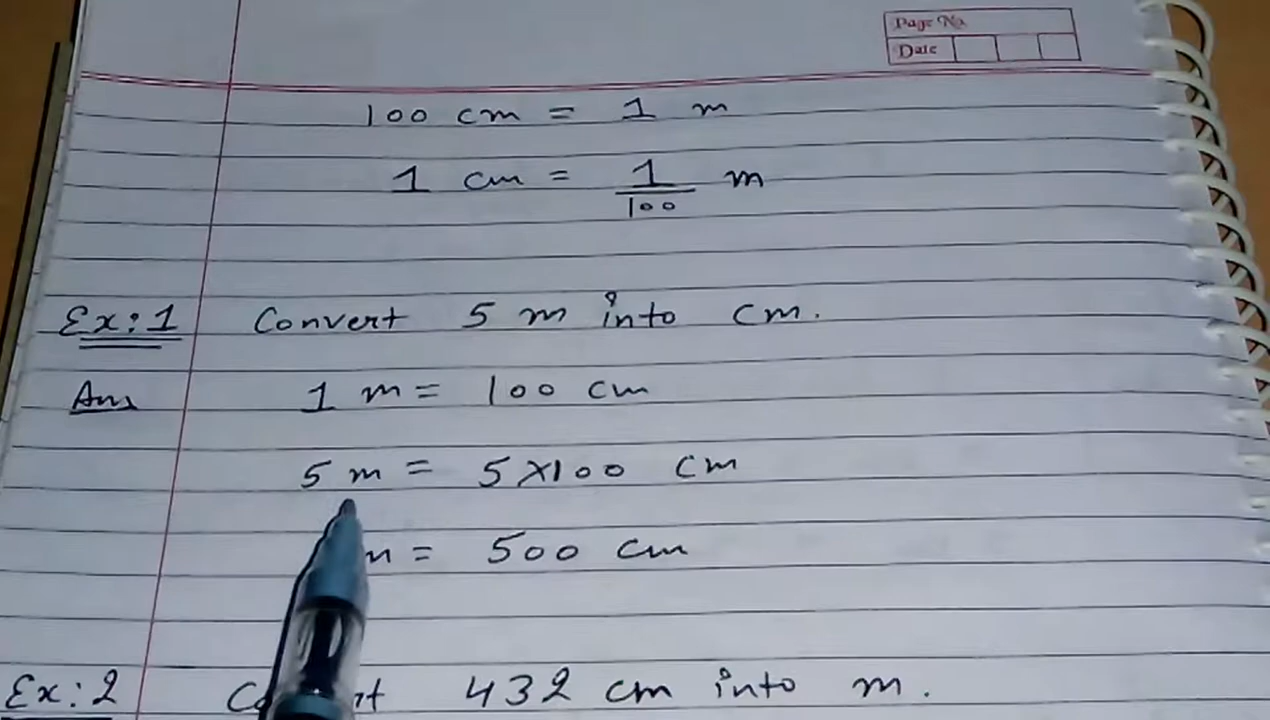 Page No.
Date
100 cm = 1 m
1 cm = 1/100 m
Ex:1 Convert 5 m into cm.
Ans 1 m = 100 cm
5 m = 5×100 cm
m = 500 cm
Ex:2 432 cm into m.